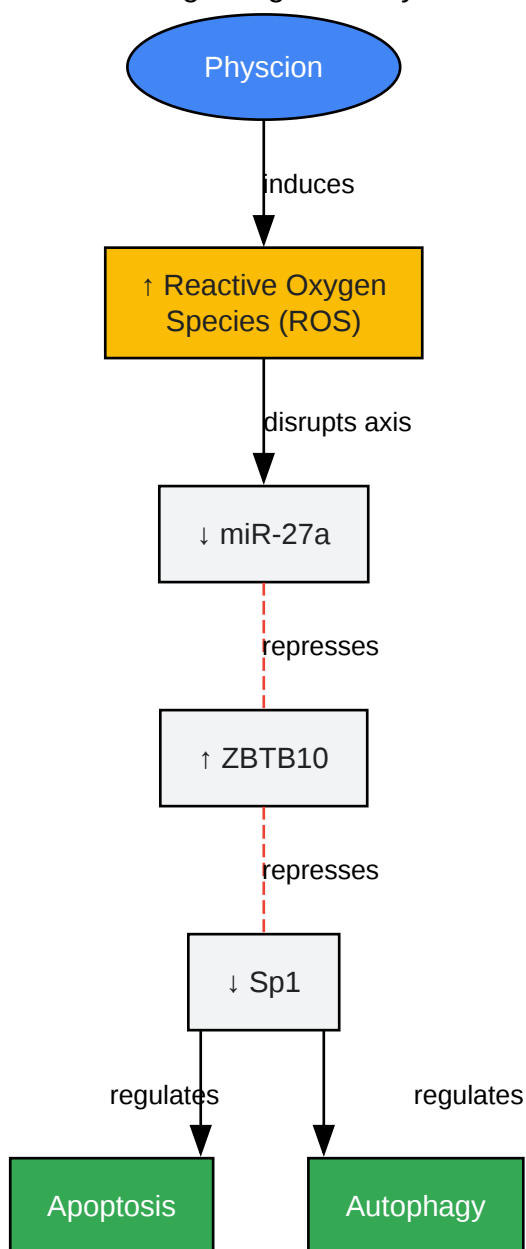 Physcion
induces
↑ Reactive Oxygen
Species (ROS)
disrupts axis
↓ miR-27a
represses
↑ ZBTB10
represses
↓ Sp1
regulates
regulates
Apoptosis
Autophagy